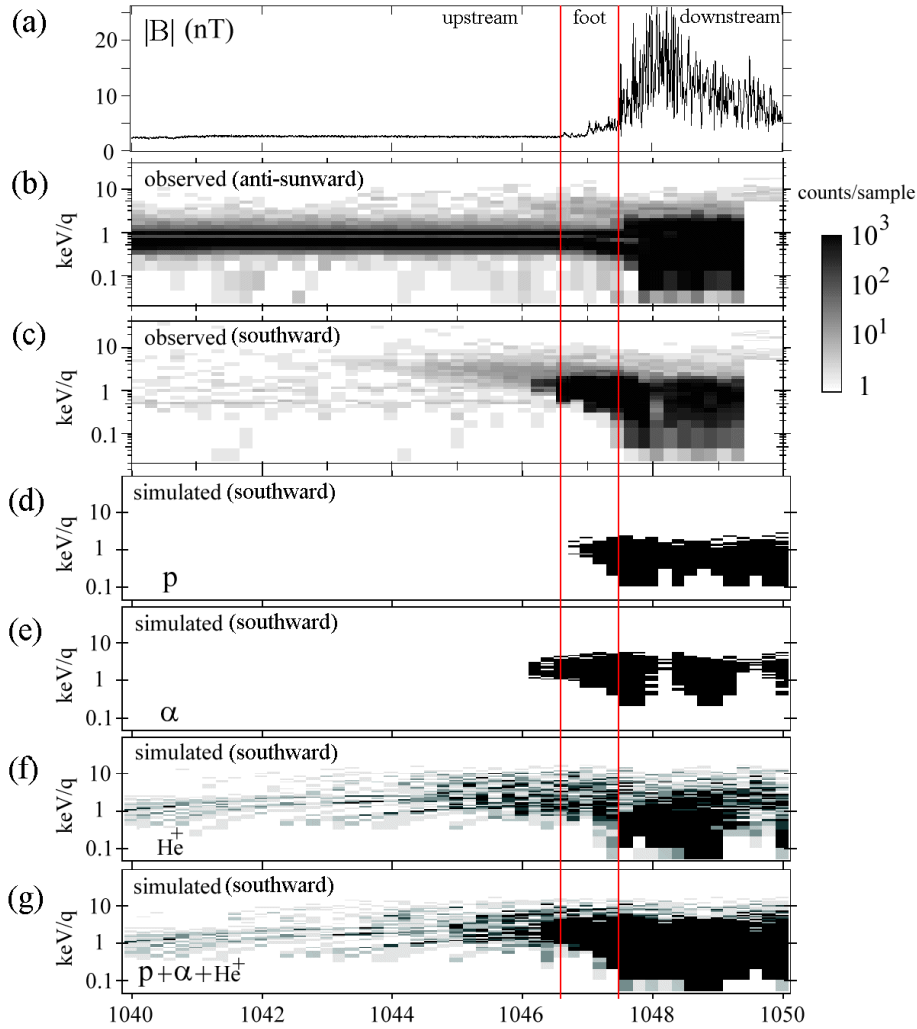 (a)
|B| (nT)
upstream
foot
downstream
20
10
0
(b)
observed (anti-sunward)
keV/q
10
1
0.1
counts/sample
10³
10²
10¹
1
(c)
observed (southward)
keV/q
10
1
0.1
(d)
simulated (southward)
keV/q
10
1
0.1
p
(e)
simulated (southward)
keV/q
10
1
0.1
α
(f)
simulated (southward)
keV/q
10
1
0.1
He⁺
(g)
simulated (southward)
keV/q
10
1
0.1
p+α+He⁺
1040 1042 1044 1046 1048 1050